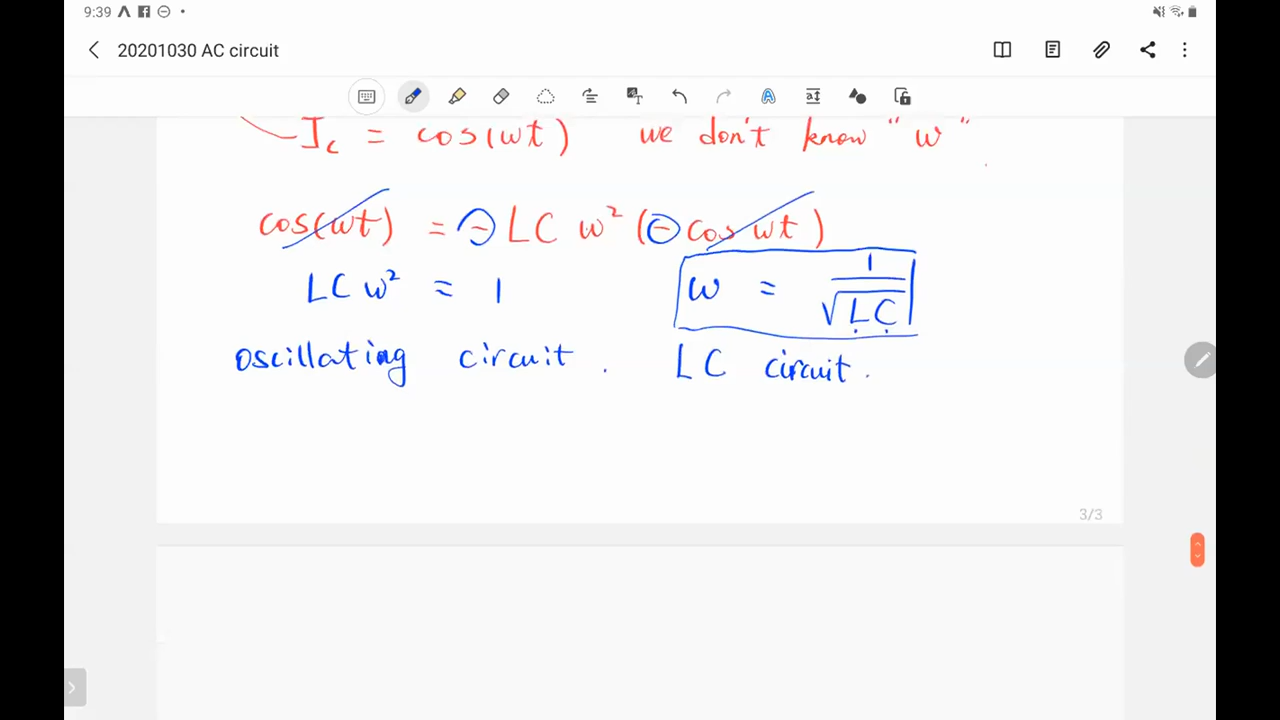 9:39
20201030 AC circuit
I_c = cos(ωt) we don't know "ω"
cos(ωt) = - LC ω² (- cos ωt)
LC ω² = 1 ω = 1/√LC
oscillating circuit. LC circuit.
3/3